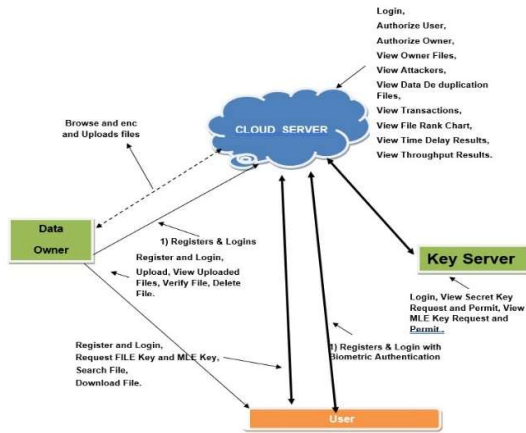 Login,
Authorize User,
Authorize Owner,
View Owner Files,
View Attackers,
View Data De duplication
Files,
View Transactions,
View File Rank Chart,
View Time Delay Results,
View Throughput Results.
CLOUD SERVER
Browse and enc
and Uploads files
Data
Owner
1) Registers & Logins
Register and Login,
Upload, View Uploaded
Files, Verify File, Delete
File.
Key Server
Login, View Secret Key
Request and Permit, View
MLE Key Request and
Permit..
Register and Login,
Request FILE Key and MLE Key,
Search File,
Download File.
1) Registers & Login with
Biometric Authentication
User